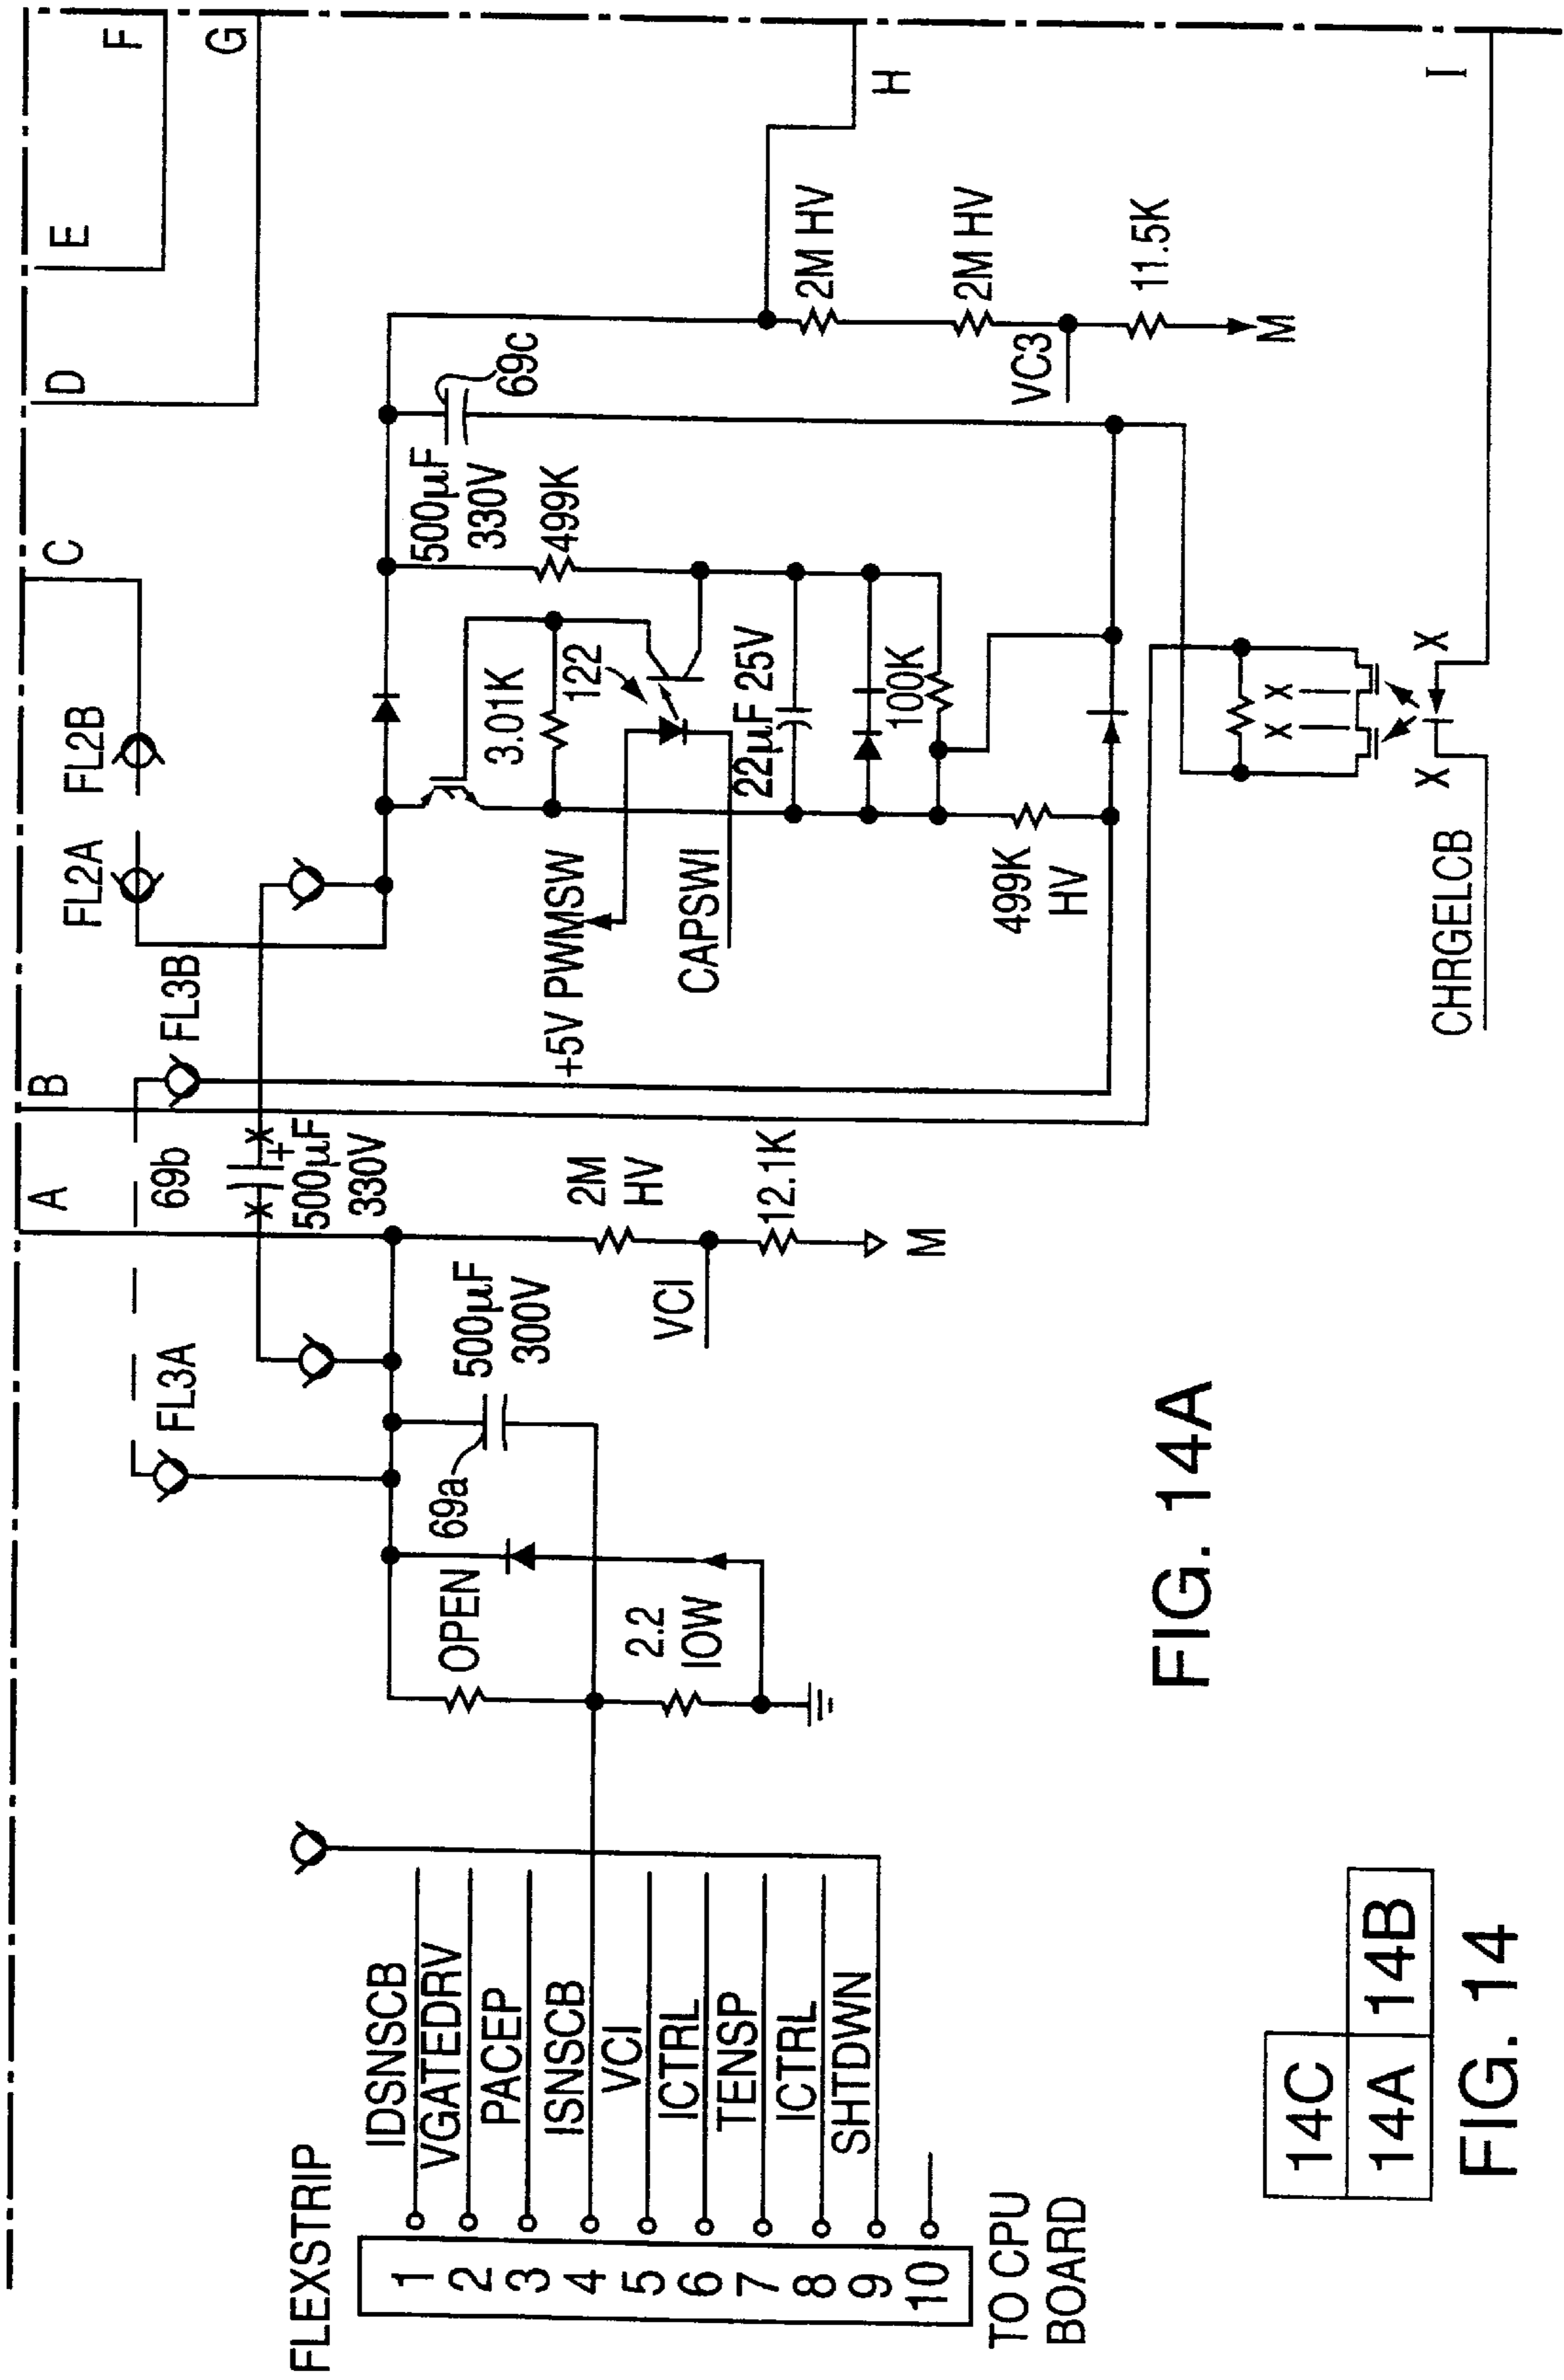 A
B
C
D
E
F
G
H
I
FL3A
FL3B
FL2A
FL2B
69b
X
X
+
500µF
330V
OPEN
69a
500µF
300V
2.2
IOW
2M
HV
VCI
12.1K
M
3.01K
122
+5V PWMSW
CAPSWI
22µF 25V
100K
499K
HV
499K
500µF
330V
69c
2M HV
2M HV
VC3
11.5K
M
X X
X
X
CHRGELCB
FLEXSTRIP
1 IDSNSCB
2 VGATEDRV
3 PACEP
4 ISNSCB
5 VCI
6 ICTRL
7 TENSP
8 ICTRL
9 SHTDWN
10
TO CPU
BOARD
FIG. 14A
14C
14A 14B
FIG. 14